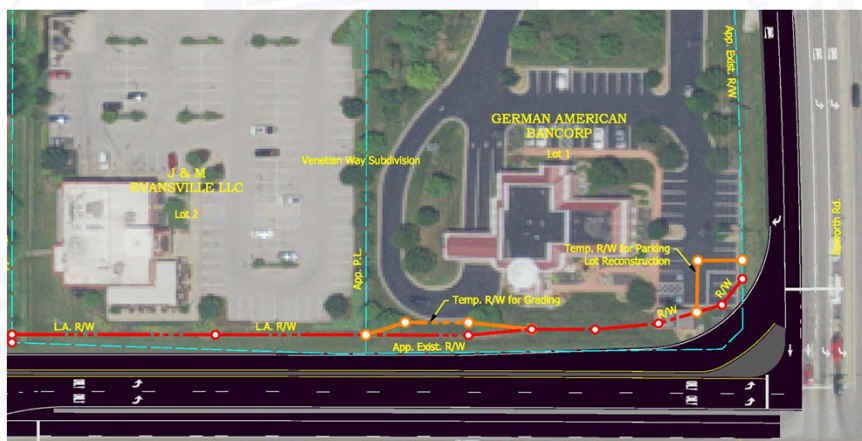 App. Exist. R/W
GERMAN AMERICAN
BANCORP
Lot 1
Venetian Way Subdivision
J & M
EVANSVILLE LLC
Lot 2
App. P.L.
Epworth Rd.
Temp. R/W for Parking
Lot Reconstruction
Temp. R/W for Grading
L.A. R/W
L.A. R/W
R/W
R/W
App. Exist. R/W